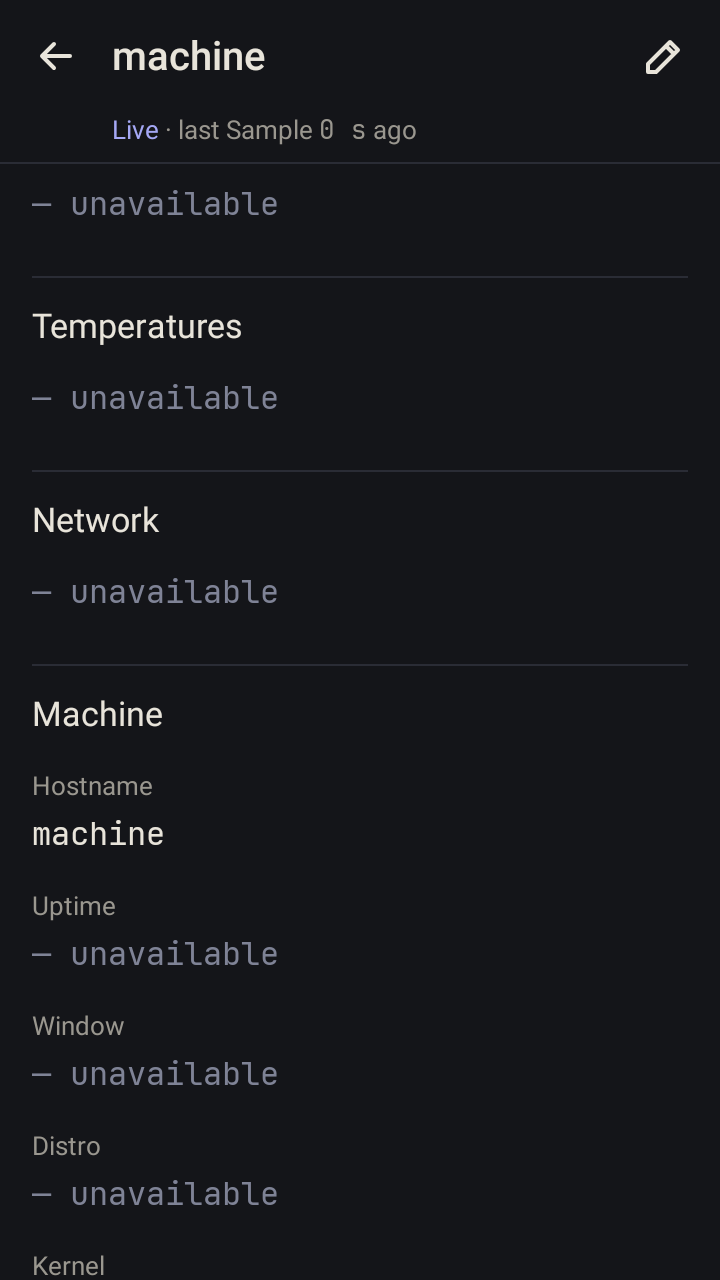 machine
Live · last Sample 0 s ago
— unavailable
Temperatures
— unavailable
Network
— unavailable
Machine
Hostname
machine
Uptime
— unavailable
Window
— unavailable
Distro
— unavailable
Kernel